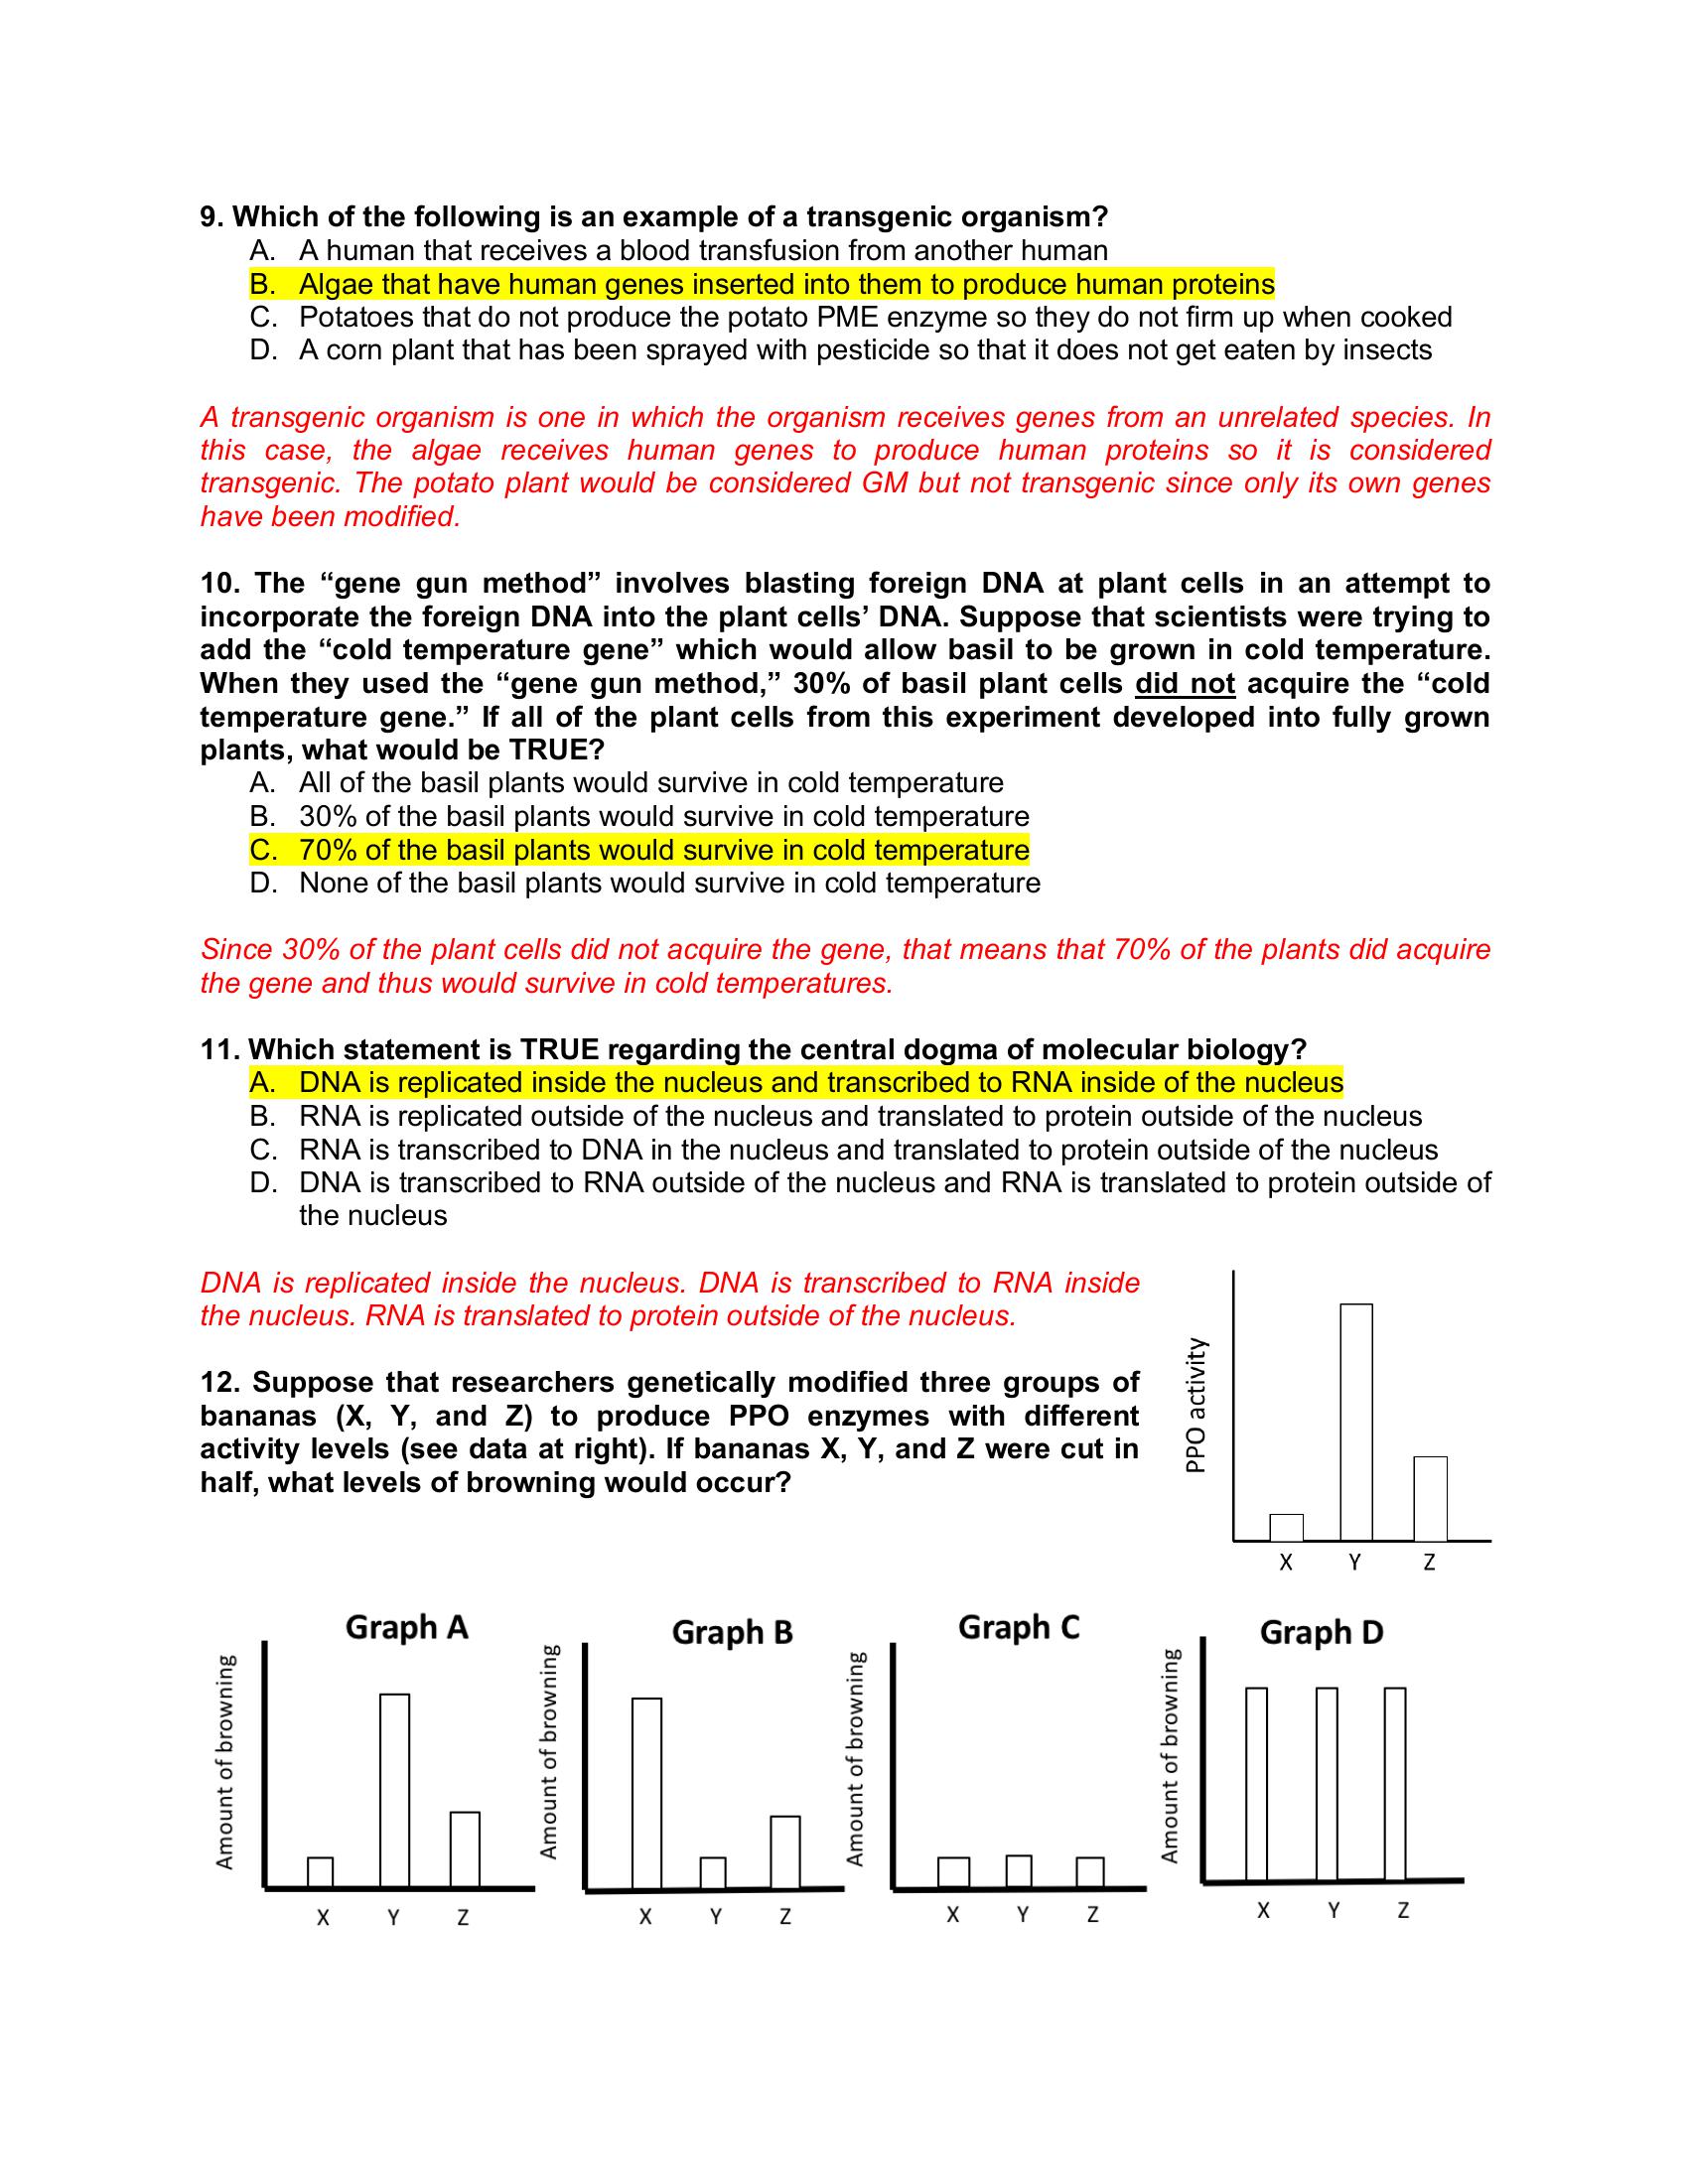 9. Which of the following is an example of a transgenic organism?
A. A human that receives a blood transfusion from another human
B. Algae that have human genes inserted into them to produce human proteins
C. Potatoes that do not produce the potato PME enzyme so they do not firm up when cooked
D. A corn plant that has been sprayed with pesticide so that it does not get eaten by insects
A transgenic organism is one in which the organism receives genes from an unrelated species. In
this case, the algae receives human genes to produce human proteins so it is considered
transgenic. The potato plant would be considered GM but not transgenic since only its own genes
have been modified.
10. The “gene gun method” involves blasting foreign DNA at plant cells in an attempt to
incorporate the foreign DNA into the plant cells’ DNA. Suppose that scientists were trying to
add the “cold temperature gene” which would allow basil to be grown in cold temperature.
When they used the “gene gun method,” 30% of basil plant cells did not acquire the “cold
temperature gene.” If all of the plant cells from this experiment developed into fully grown
plants, what would be TRUE?
A. All of the basil plants would survive in cold temperature
B. 30% of the basil plants would survive in cold temperature
C. 70% of the basil plants would survive in cold temperature
D. None of the basil plants would survive in cold temperature
Since 30% of the plant cells did not acquire the gene, that means that 70% of the plants did acquire
the gene and thus would survive in cold temperatures.
11. Which statement is TRUE regarding the central dogma of molecular biology?
A. DNA is replicated inside the nucleus and transcribed to RNA inside of the nucleus
B. RNA is replicated outside of the nucleus and translated to protein outside of the nucleus
C. RNA is transcribed to DNA in the nucleus and translated to protein outside of the nucleus
D. DNA is transcribed to RNA outside of the nucleus and RNA is translated to protein outside of
the nucleus
DNA is replicated inside the nucleus. DNA is transcribed to RNA inside
the nucleus. RNA is translated to protein outside of the nucleus.
12. Suppose that researchers genetically modified three groups of
bananas (X, Y, and Z) to produce PPO enzymes with different
activity levels (see data at right). If bananas X, Y, and Z were cut in
half, what levels of browning would occur?
PPO activity
X Y Z
Graph A
Amount of browning
X Y Z
Graph B
Amount of browning
X Y Z
Graph C
Amount of browning
X Y Z
Graph D
Amount of browning
X Y Z